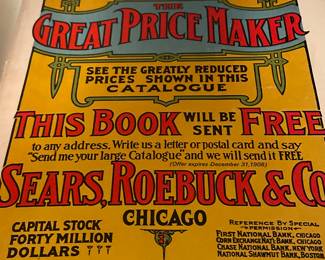 THEIR
GREAT PRICE MAKER
SEE THE GREATLY REDUCED
PRICES SHOWN IN THIS
CATALOGUE
THIS BOOK WILL BE SENT FREE
to any address. Write us a letter or postal card and say
"Send me your large Catalogue" and we will send it FREE
(Offer expires December 31, 1908)
SEARS, ROEBUCK & Co
CHICAGO
CAPITAL STOCK
FORTY MILLION
DOLLARS
REFERENCE BY SPECIAL
PERMISSION
FIRST NATIONAL BANK, CHICAGO
CORN EXCHANGE NAT'L BANK, CHICAGO
CHASE NATIONAL BANK, NEW YORK
NATIONAL SHAWMUT BANK, BOSTON